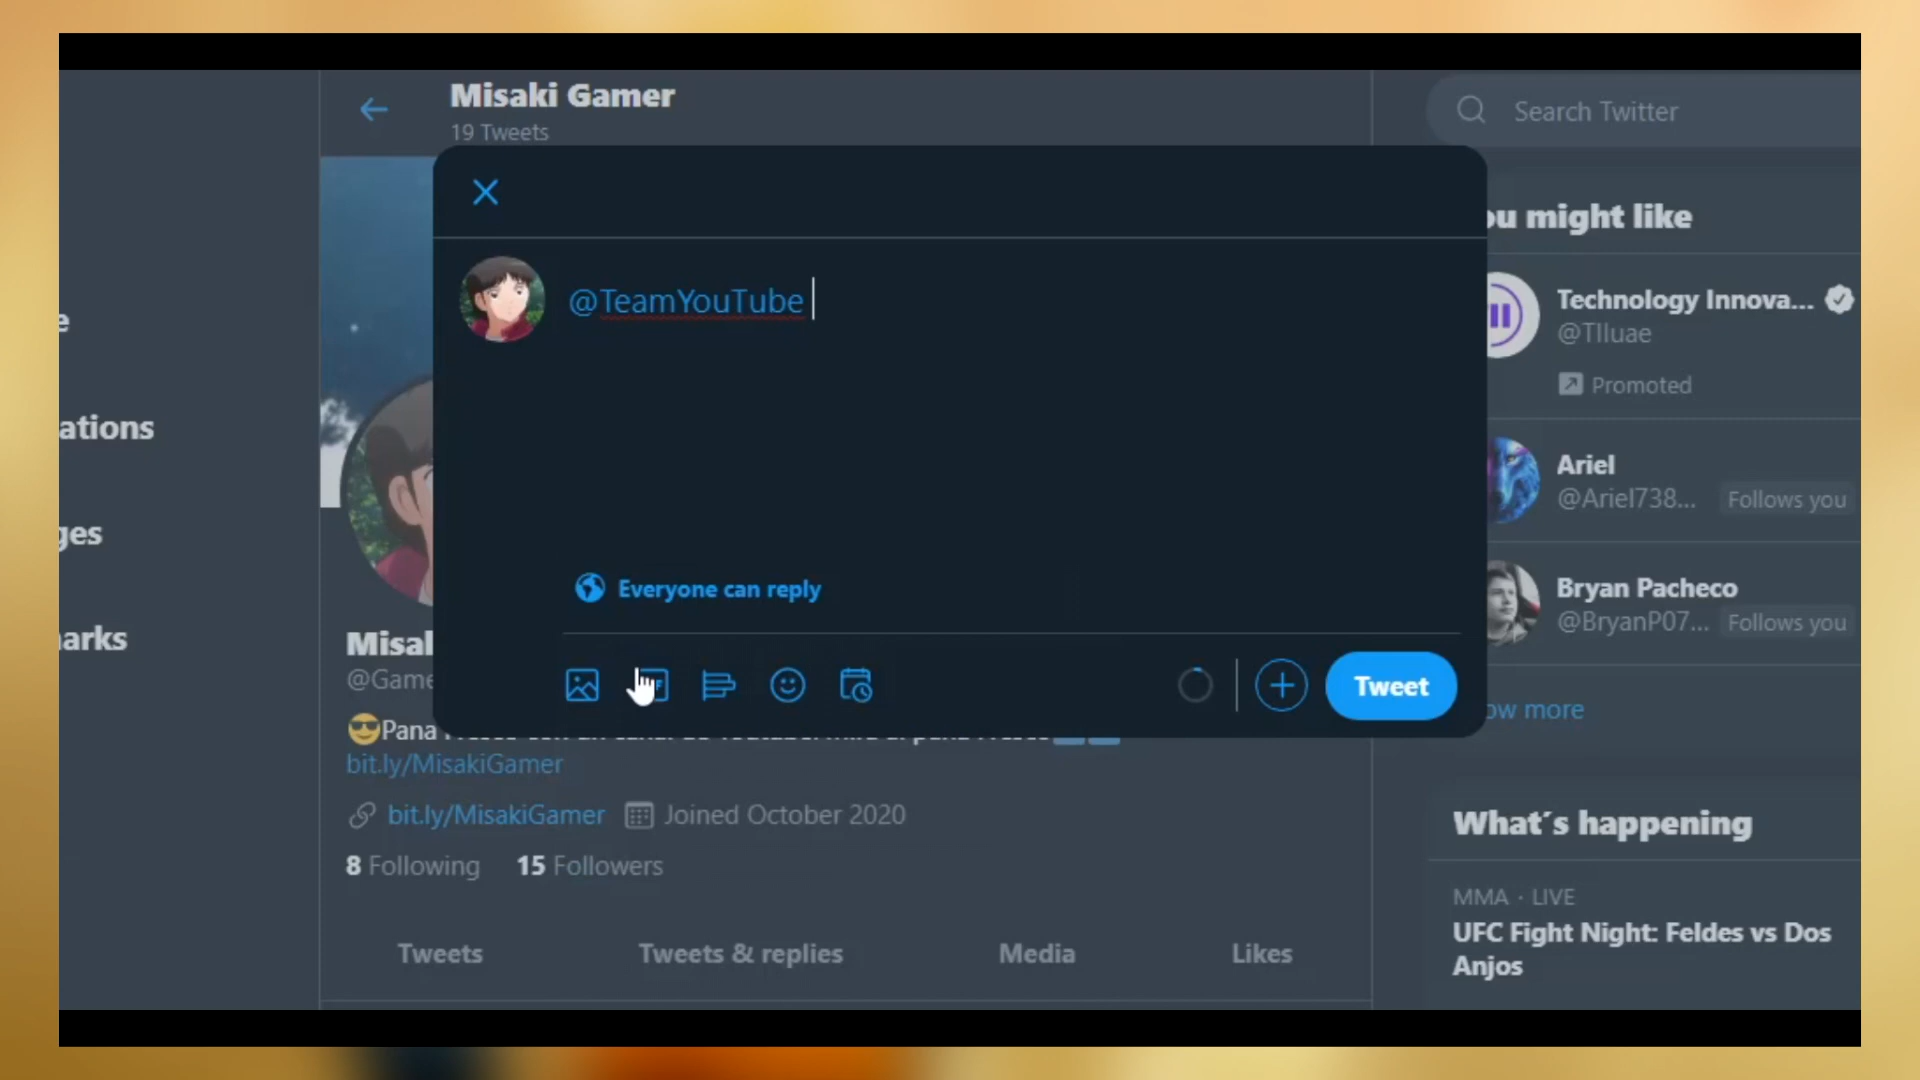 Misaki Gamer
19 Tweets
Search Twitter
@TeamYouTube
ou might like
Technology Innova...
@TIIuae
Promoted
e
ations
Ariel
@Ariel738...
Follows you
ges
Bryan Pacheco
@BryanP07...
Follows you
Everyone can reply
arks
Misal
@Game
Tweet
ow more
Pana
bit.ly/MisakiGamer
bit.ly/MisakiGamer
Joined October 2020
8 Following
15 Followers
What´s happening
MMA · LIVE
UFC Fight Night: Feldes vs Dos
Anjos
Tweets
Tweets & replies
Media
Likes